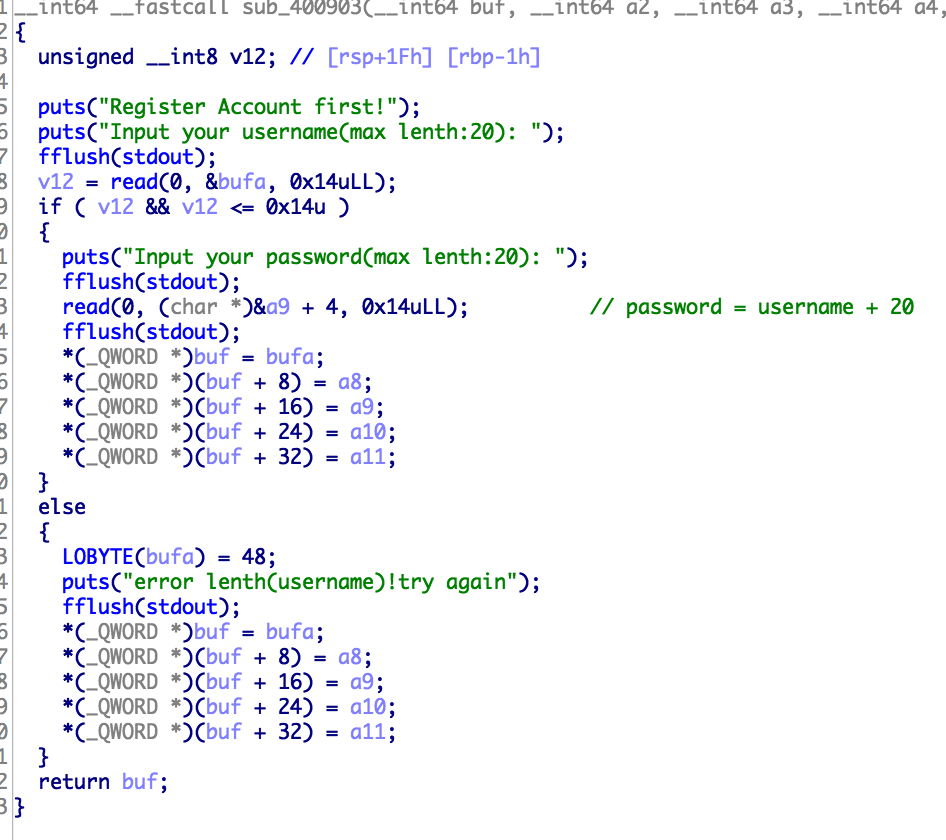 1 __int64 __fastcall sub_400903(__int64 buf, __int64 a2, __int64 a3, __int64 a4,
2 {
3   unsigned __int8 v12; // [rsp+1Fh] [rbp-1h]
4
5   puts("Register Account first!");
6   puts("Input your username(max lenth:20): ");
7   fflush(stdout);
8   v12 = read(0, &bufa, 0x14uLL);
9   if ( v12 && v12 <= 0x14u )
0   {
1     puts("Input your password(max lenth:20): ");
2     fflush(stdout);
3     read(0, (char *)&a9 + 4, 0x14uLL);          // password = username + 20
4     fflush(stdout);
5     *(_QWORD *)buf = bufa;
6     *(_QWORD *)(buf + 8) = a8;
7     *(_QWORD *)(buf + 16) = a9;
8     *(_QWORD *)(buf + 24) = a10;
9     *(_QWORD *)(buf + 32) = a11;
0   }
1   else
2   {
3     LOBYTE(bufa) = 48;
4     puts("error lenth(username)!try again");
5     fflush(stdout);
6     *(_QWORD *)buf = bufa;
7     *(_QWORD *)(buf + 8) = a8;
8     *(_QWORD *)(buf + 16) = a9;
9     *(_QWORD *)(buf + 24) = a10;
0     *(_QWORD *)(buf + 32) = a11;
1   }
2   return buf;
3 }